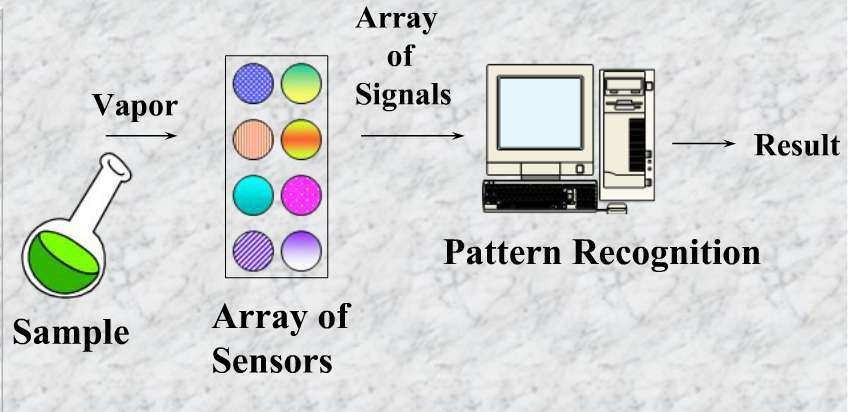 Vapor
Array
of
Signals
Result
Sample
Array of
Sensors
Pattern Recognition